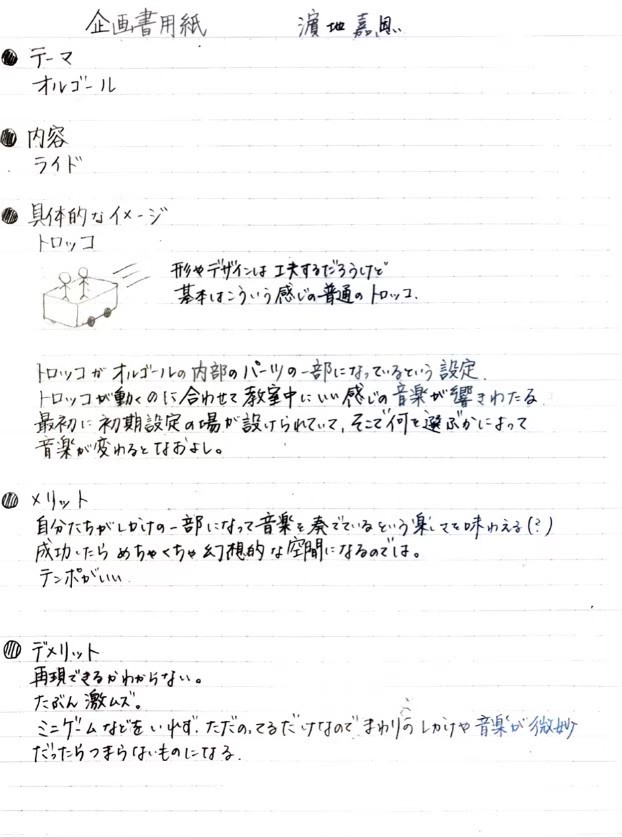 企画書用紙 濵地嘉恩
● テーマ
オルゴール
● 内容
ライド
● 具体的なイメージ
トロッコ
形やデザインは工夫するだろうけど
基本はこういう感じの普通のトロッコ.
トロッコがオルゴールの内部のパーツの一部になっているという設定.
トロッコが動くのに合わせて教室中にいい感じの音楽が響きわたる.
最初に初期設定の場が設けられていて,そこで何を選ぶかによって
音楽が変わるとなおよし。
● メリット
自分たちがしかけの一部になって音楽を奏でているという楽しさを味わえる(?)
成功したらめちゃくちゃ幻想的な空間になるのでは。
テンポがいい
● デメリット
再現できるかわからない。
たぶん激ムズ。
ミニゲームなどをいれず.ただのってるだけなのでまわりのしかけや音楽が微妙
だったらつまらないものになる.